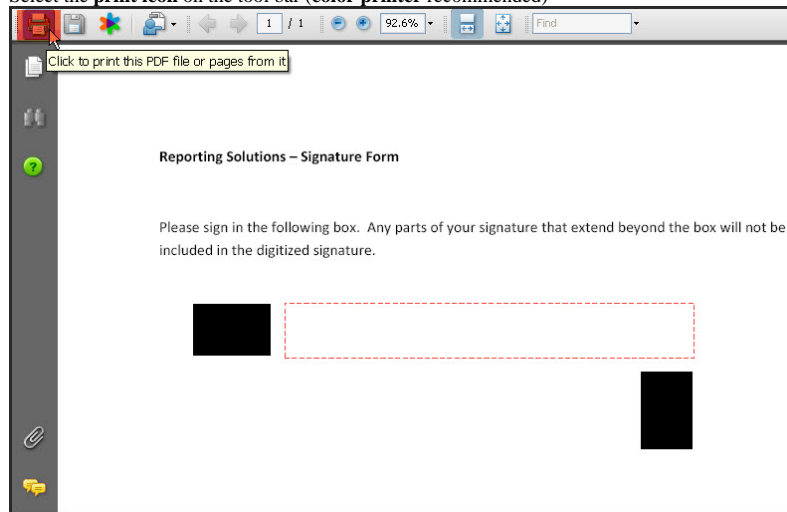 Select the print icon on the tool bar (color printer recommended)
1 / 1 92.6% Find
Click to print this PDF file or pages from it
Reporting Solutions – Signature Form
Please sign in the following box.  Any parts of your signature that extend beyond the box will not be
included in the digitized signature.